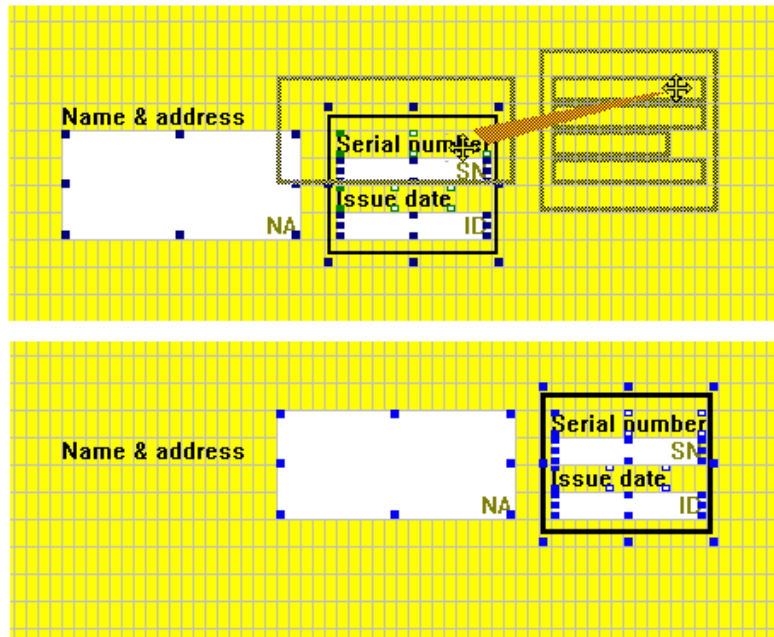 Name & address
Serial number
SN
Issue date
NA
ID
Serial number
Name & address
SN
Issue date
NA
ID